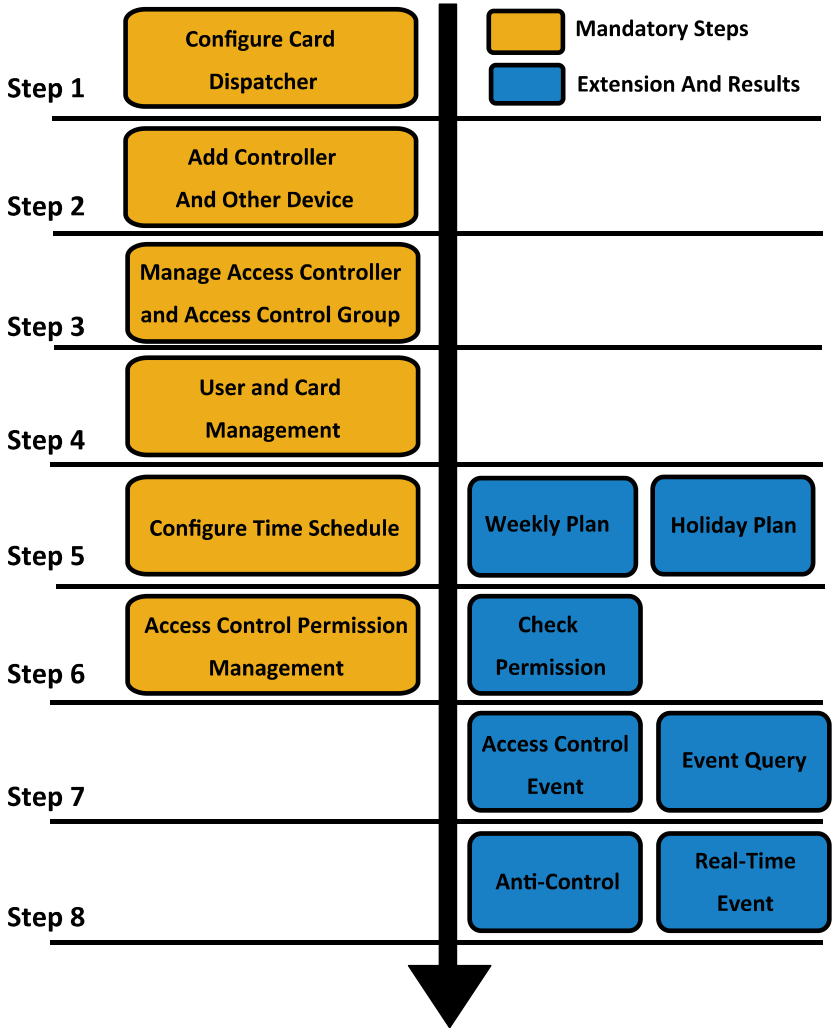 Configure Card
Dispatcher
Step 1
Mandatory Steps
Extension And Results
Add Controller
And Other Device
Step 2
Manage Access Controller
and Access Control Group
Step 3
User and Card
Management
Step 4
Configure Time Schedule
Step 5
Weekly Plan
Holiday Plan
Access Control Permission
Management
Step 6
Check
Permission
Step 7
Access Control
Event
Event Query
Step 8
Anti-Control
Real-Time
Event